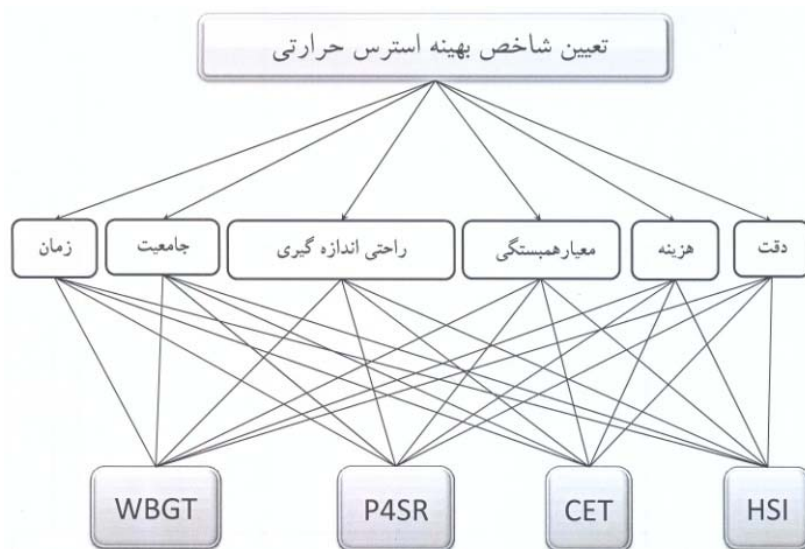 تعیین شاخص بهینه استرس حرارتی
دقت
هزینه
معیارهمبستگی
راحتی اندازه گیری
جامعیت
زمان
WBGT
P4SR
CET
HSI